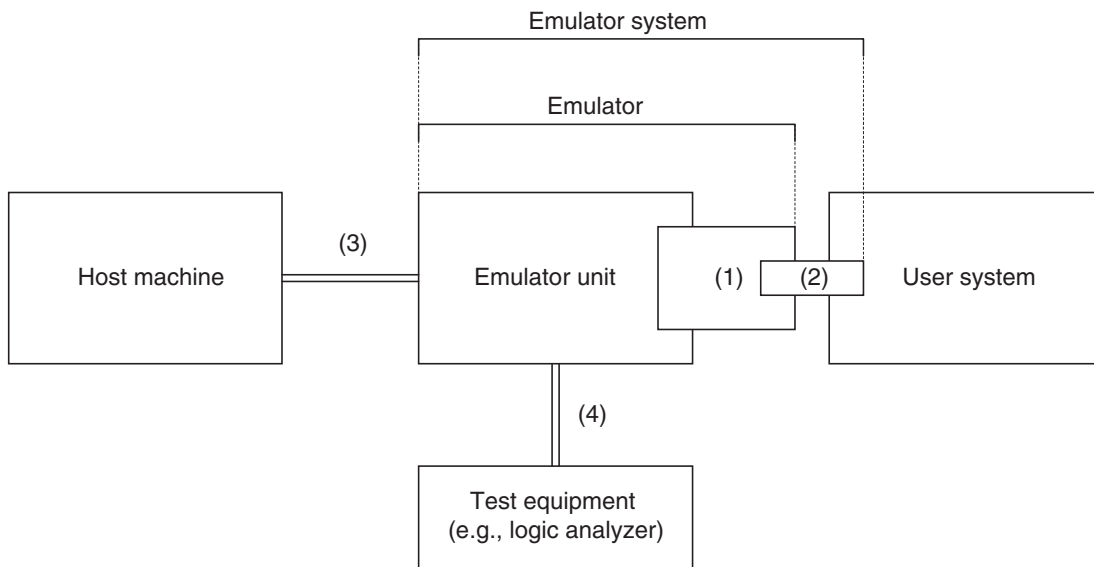 Emulator system
Emulator
Host machine
(3)
Emulator unit
(1)
(2)
User system
(4)
Test equipment
(e.g., logic analyzer)